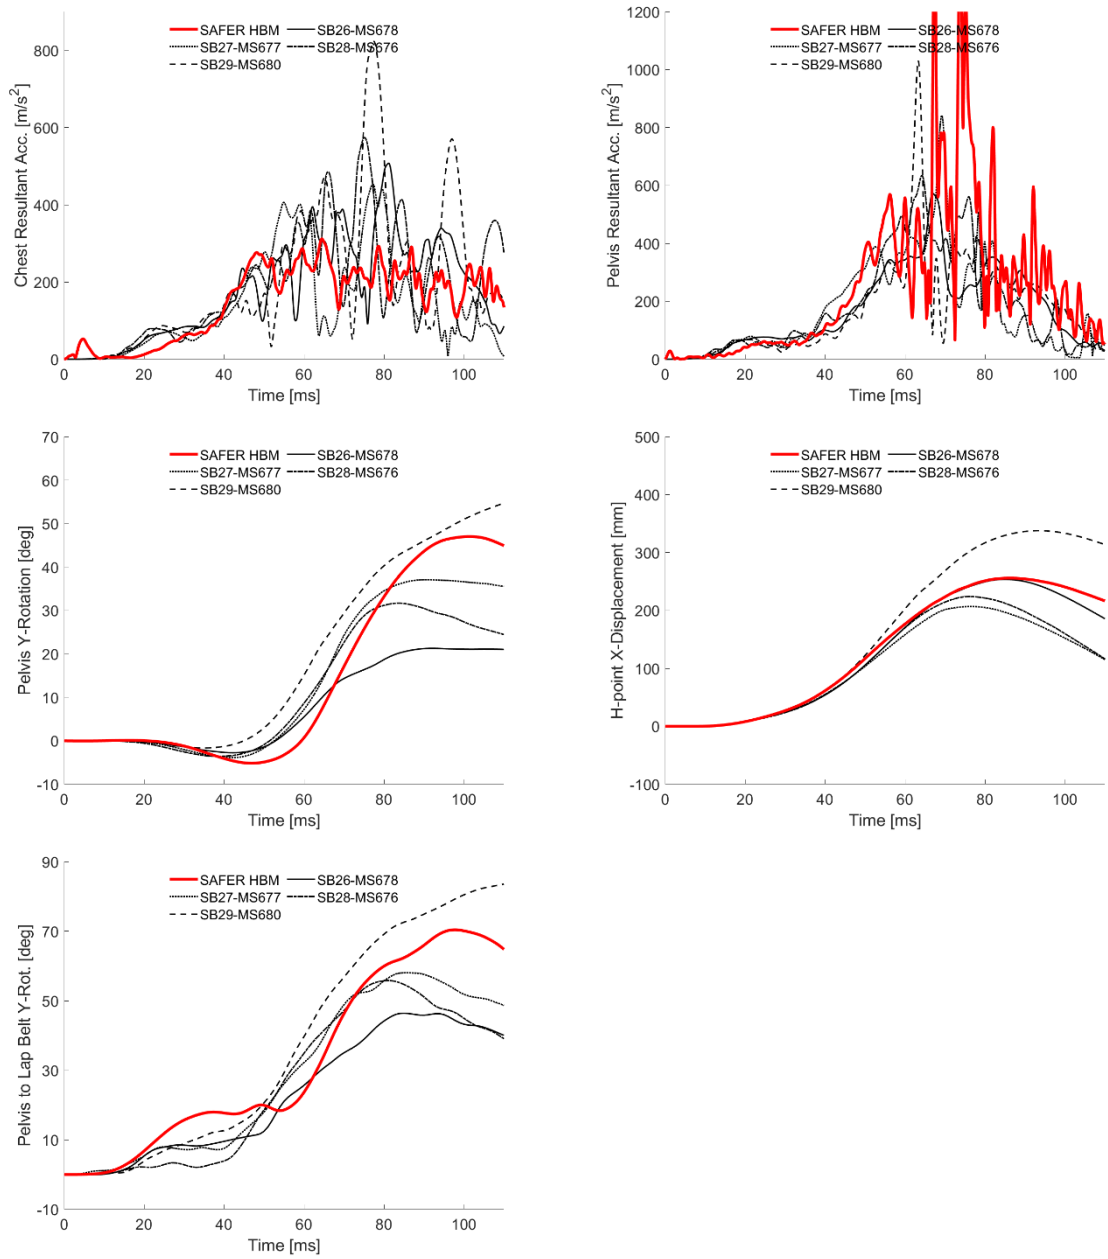 SAFER HBM SB26-MS678
SB27-MS677 SB28-MS676
SB29-MS680
800
600
400
200
0
Chest Resultant Acc. [m/s²]
0 20 40 60 80 100
Time [ms]
SAFER HBM SB26-MS678
SB27-MS677 SB28-MS676
SB29-MS680
1200
1000
800
600
400
200
0
Pelvis Resultant Acc. [m/s²]
0 20 40 60 80 100
Time [ms]
SAFER HBM SB26-MS678
SB27-MS677 SB28-MS676
SB29-MS680
70
60
50
40
30
20
10
0
-10
Pelvis Y-Rotation [deg]
0 20 40 60 80 100
Time [ms]
SAFER HBM SB26-MS678
SB27-MS677 SB28-MS676
SB29-MS680
500
400
300
200
100
0
-100
H-point X-Displacement [mm]
0 20 40 60 80 100
Time [ms]
SAFER HBM SB26-MS678
SB27-MS677 SB28-MS676
SB29-MS680
90
70
50
30
10
-10
Pelvis to Lap Belt Y-Rot. [deg]
0 20 40 60 80 100
Time [ms]